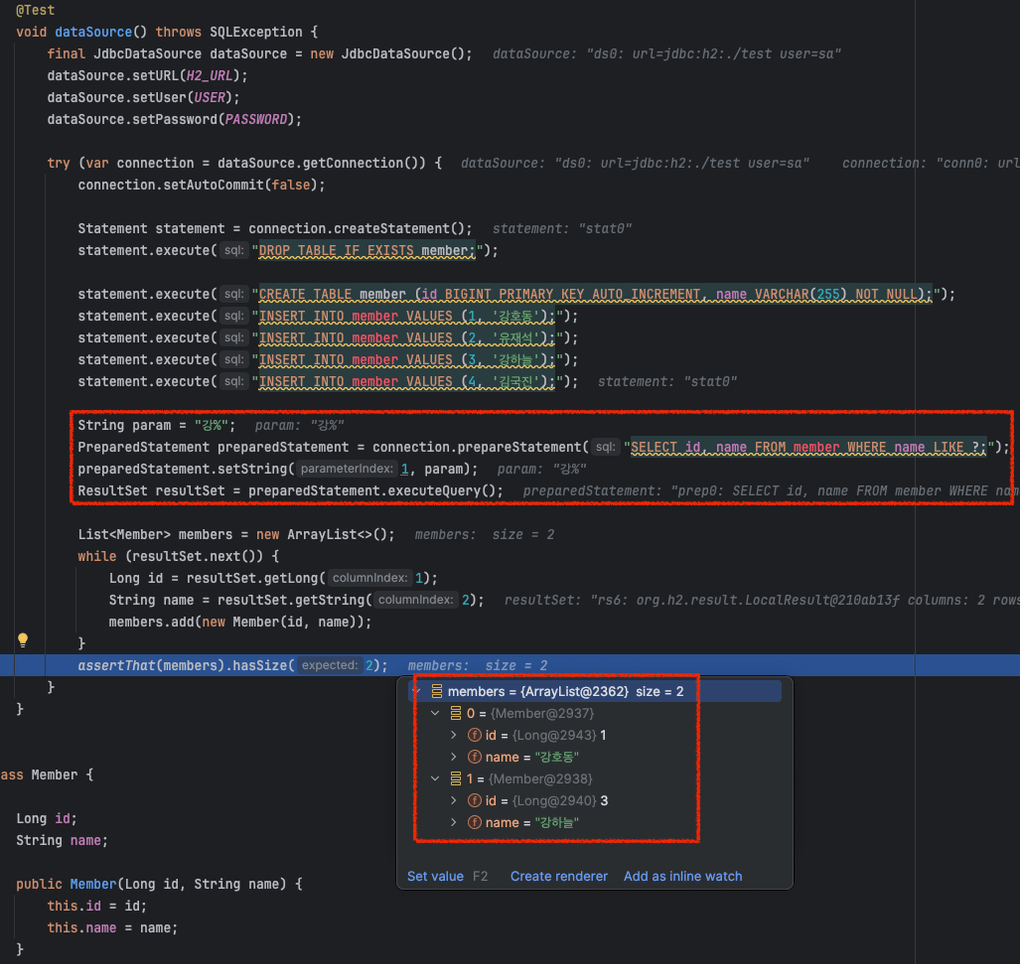 @Test
void dataSource() throws SQLException {
final JdbcDataSource dataSource = new JdbcDataSource(); dataSource: "ds0: url=jdbc:h2:./test user=sa"
dataSource.setURL(H2_URL);
dataSource.setUser(USER);
dataSource.setPassword(PASSWORD);
try (var connection = dataSource.getConnection()) { dataSource: "ds0: url=jdbc:h2:./test user=sa" connection: "conn0: url
connection.setAutoCommit(false);
Statement statement = connection.createStatement(); statement: "stat0"
statement.execute( sql: "DROP TABLE IF EXISTS member;");
statement.execute( sql: "CREATE TABLE member (id BIGINT PRIMARY KEY AUTO_INCREMENT, name VARCHAR(255) NOT NULL);");
statement.execute( sql: "INSERT INTO member VALUES (1, '강호동');");
statement.execute( sql: "INSERT INTO member VALUES (2, '유재석');");
statement.execute( sql: "INSERT INTO member VALUES (3, '강하늘');");
statement.execute( sql: "INSERT INTO member VALUES (4, '김국진');"); statement: "stat0"
String param = "강%"; param: "강%"
PreparedStatement preparedStatement = connection.prepareStatement( sql: "SELECT id, name FROM member WHERE name LIKE ?;");
preparedStatement.setString( parameterIndex: 1, param); param: "강%"
ResultSet resultSet = preparedStatement.executeQuery(); preparedStatement: "prep0: SELECT id, name FROM member WHERE nam
List<Member> members = new ArrayList<>(); members: size = 2
while (resultSet.next()) {
Long id = resultSet.getLong( columnIndex: 1);
String name = resultSet.getString( columnIndex: 2); resultSet: "rs6: org.h2.result.LocalResult@210ab13f columns: 2 rows
members.add(new Member(id, name));
}
assertThat(members).hasSize( expected: 2); members: size = 2
}
}
members = {ArrayList@2362} size = 2
0 = {Member@2937}
f id = {Long@2943} 1
f name = "강호동"
1 = {Member@2938}
f id = {Long@2940} 3
f name = "강하늘"
Set value F2 Create renderer Add as inline watch
ass Member {
Long id;
String name;
public Member(Long id, String name) {
this.id = id;
this.name = name;
}